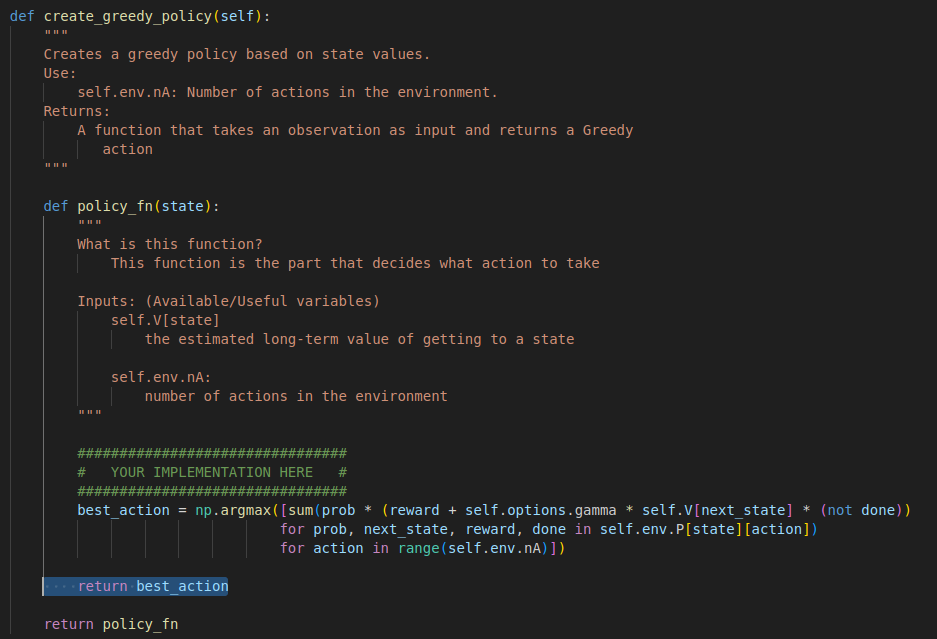 def create_greedy_policy(self):
    """
    Creates a greedy policy based on state values.
    Use:
        self.env.nA: Number of actions in the environment.
    Returns:
        A function that takes an observation as input and returns a Greedy
           action
    """

    def policy_fn(state):
        """
        What is this function?
            This function is the part that decides what action to take

        Inputs: (Available/Useful variables)
            self.V[state]
                the estimated long-term value of getting to a state

            self.env.nA:
                number of actions in the environment
        """

        ################################
        #   YOUR IMPLEMENTATION HERE   #
        ################################
        best_action = np.argmax([sum(prob * (reward + self.options.gamma * self.V[next_state] * (not done))
                                for prob, next_state, reward, done in self.env.P[state][action])
                                for action in range(self.env.nA)])

        return best_action

    return policy_fn